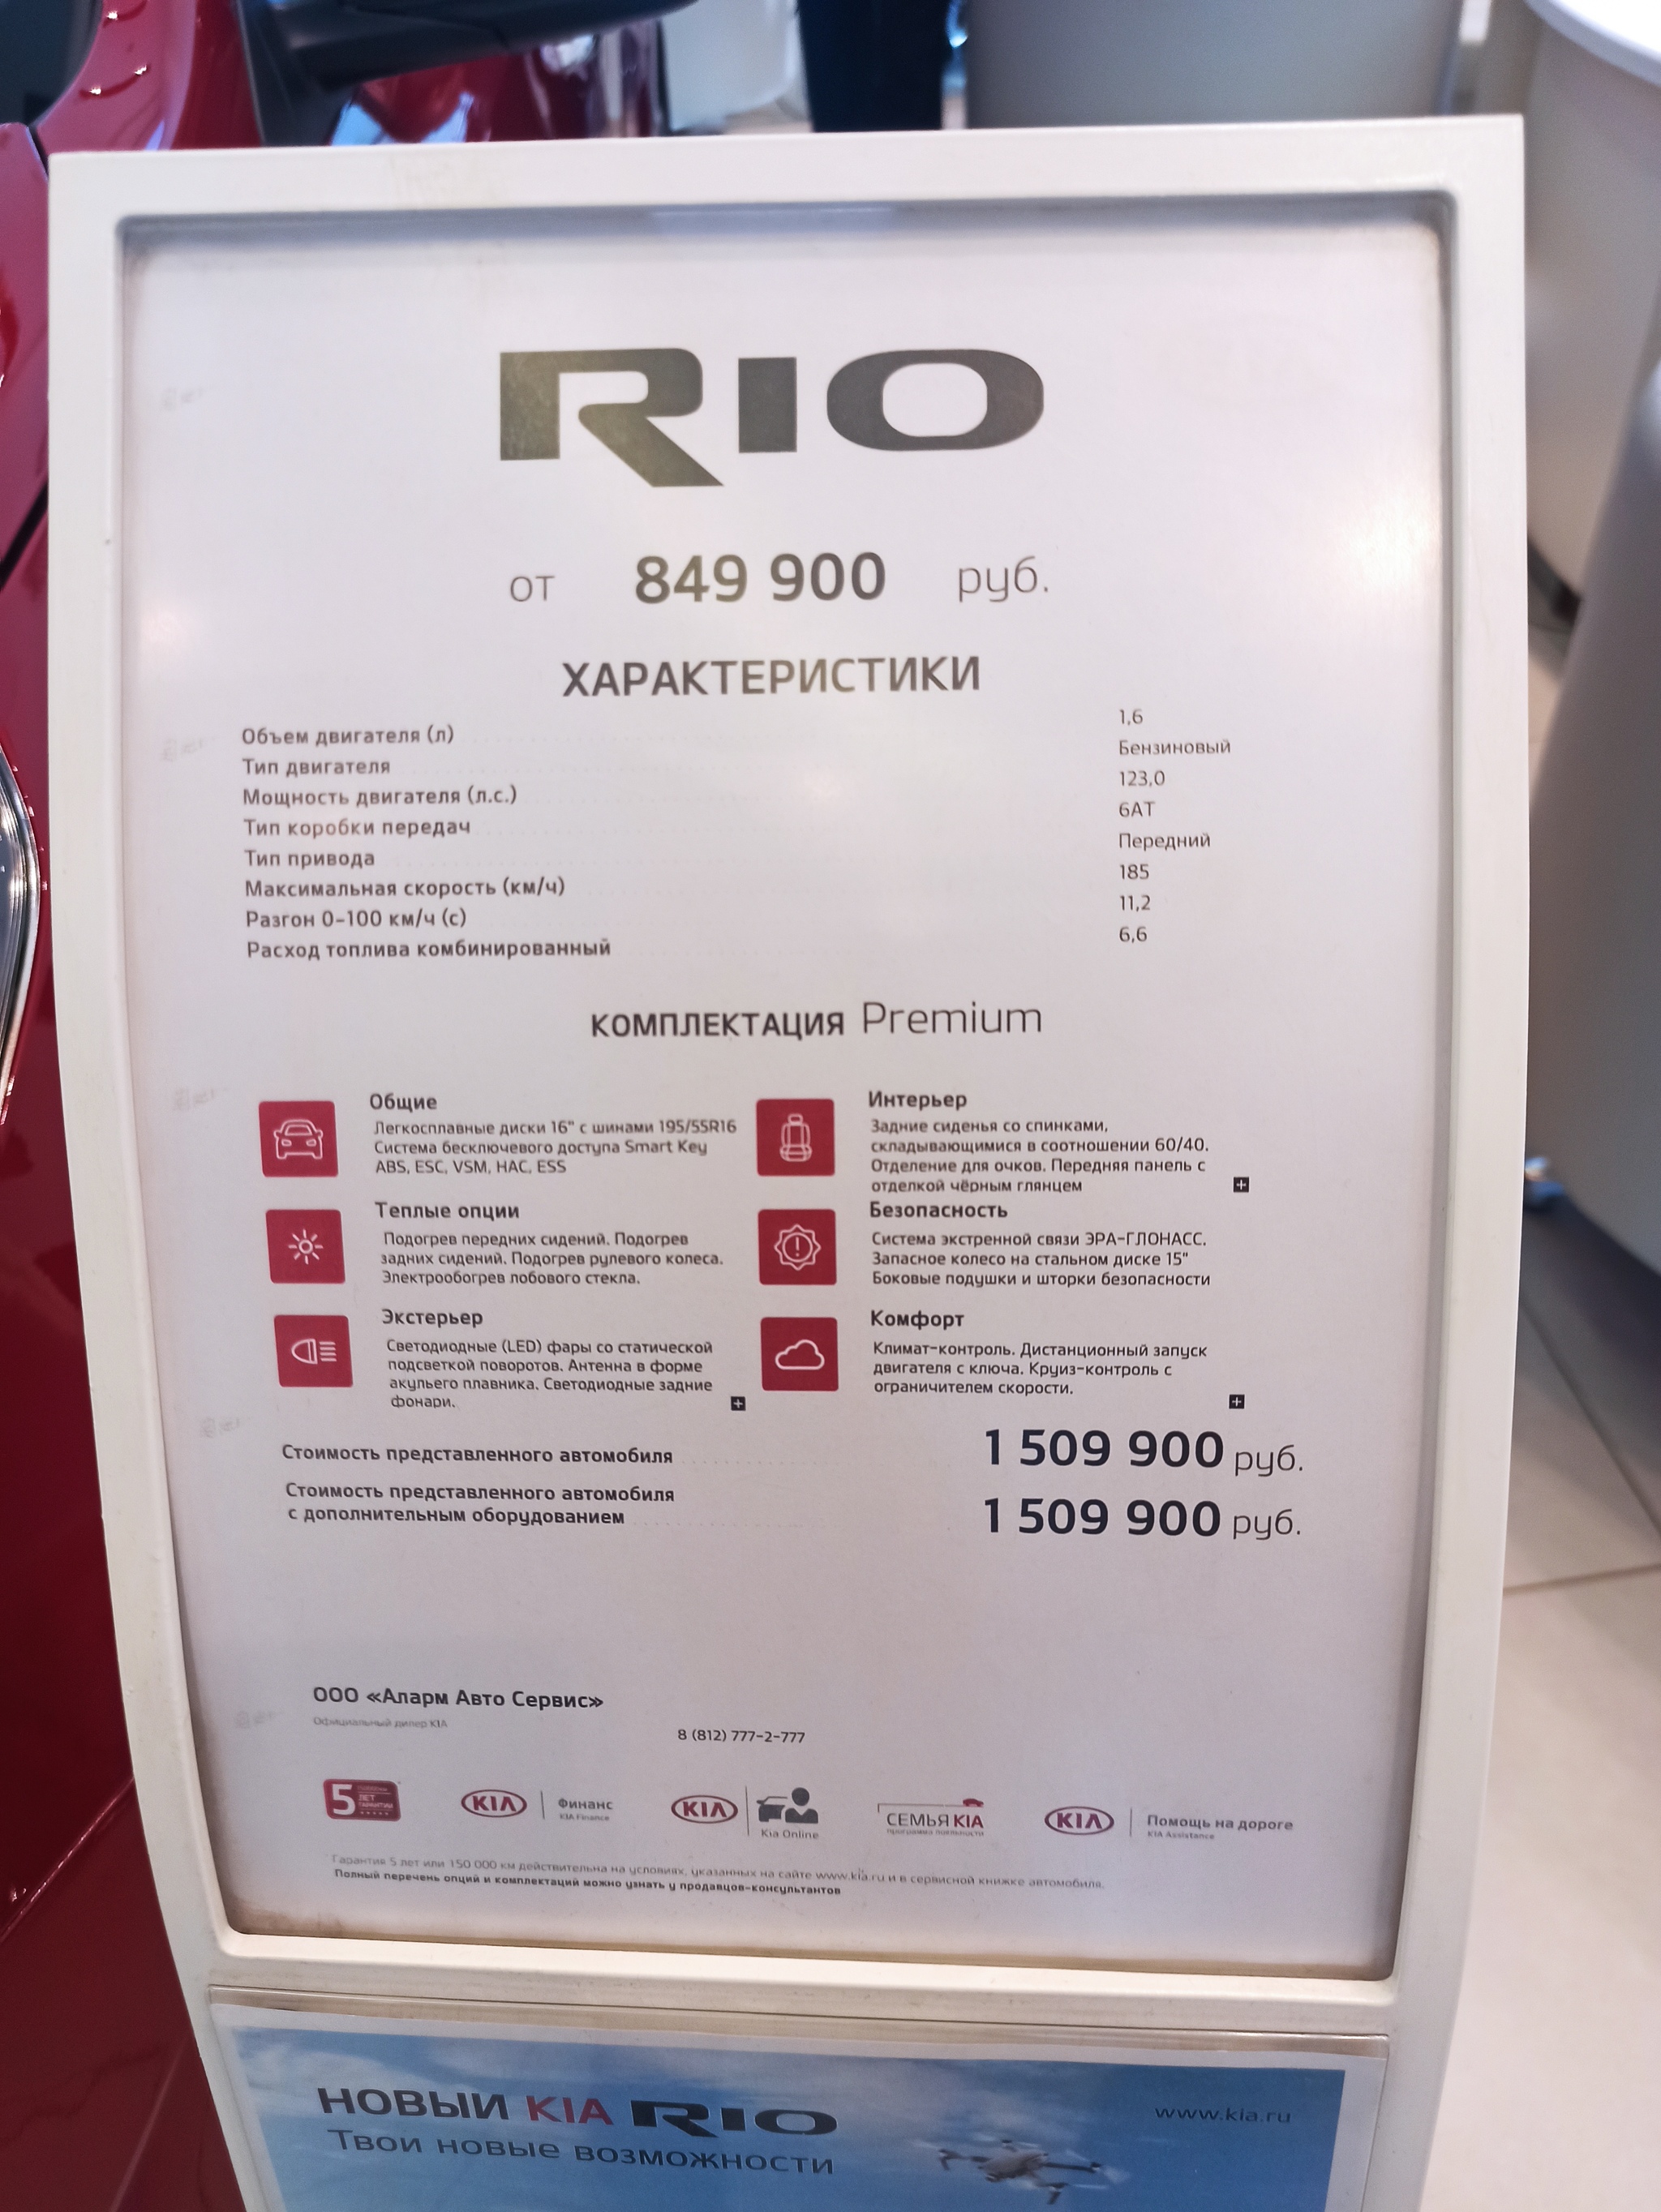 RIO
от 849 900 руб.
ХАРАКТЕРИСТИКИ
Объем двигателя (л) 1,6
Тип двигателя Бензиновый
Мощность двигателя (л.с.) 123,0
Тип коробки передач 6АТ
Тип привода Передний
Максимальная скорость (км/ч) 185
Разгон 0-100 км/ч (с) 11,2
Расход топлива комбинированный 6,6
КОМПЛЕКТАЦИЯ Premium
Общие
Легкосплавные диски 16" с шинами 195/55R16
Система бесключевого доступа Smart Key
ABS, ESC, VSM, HAC, ESS
Интерьер
Задние сиденья со спинками,
складывающимися в соотношении 60/40.
Отделение для очков. Передняя панель с
отделкой чёрным глянцем
Теплые опции
Подогрев передних сидений. Подогрев
задних сидений. Подогрев рулевого колеса.
Электрообогрев лобового стекла.
Безопасность
Система экстренной связи ЭРА-ГЛОНАСС.
Запасное колесо на стальном диске 15"
Боковые подушки и шторки безопасности
Экстерьер
Светодиодные (LED) фары со статической
подсветкой поворотов. Антенна в форме
акульего плавника. Светодиодные задние
фонари.
Комфорт
Климат-контроль. Дистанционный запуск
двигателя с ключа. Круиз-контроль с
ограничителем скорости.
Стоимость представленного автомобиля 1 509 900 руб.
Стоимость представленного автомобиля
с дополнительным оборудованием 1 509 900 руб.
ООО «Аларм Авто Сервис»
Официальный дилер KIA
8 (812) 777-2-777
5 ЛЕТ ГАРАНТИИ
KIA Финанс
KIA Finance
KIA Kia Online
СЕМЬЯ KIA
программа лояльности
KIA Помощь на дороге
KIA Assistance
Гарантия 5 лет или 150 000 км действительна на условиях, указанных на сайте www.kia.ru и в сервисной книжке автомобиля.
Полный перечень опций и комплектаций можно узнать у продавцов-консультантов
НОВЫЙ KIA RIO
Твои новые возможности
www.kia.ru